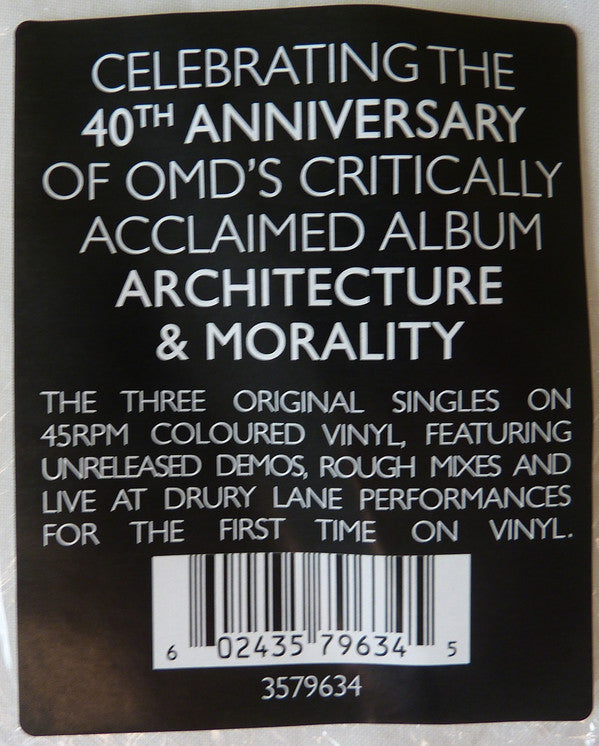 CELEBRATING THE
40TH ANNIVERSARY
OF OMD'S CRITICALLY
ACCLAIMED ALBUM
ARCHITECTURE
& MORALITY
THE THREE ORIGINAL SINGLES ON
45RPM COLOURED VINYL, FEATURING
UNRELEASED DEMOS, ROUGH MIXES AND
LIVE AT DRURY LANE PERFORMANCES
FOR THE FIRST TIME ON VINYL.
6 02435 79634 5
3579634